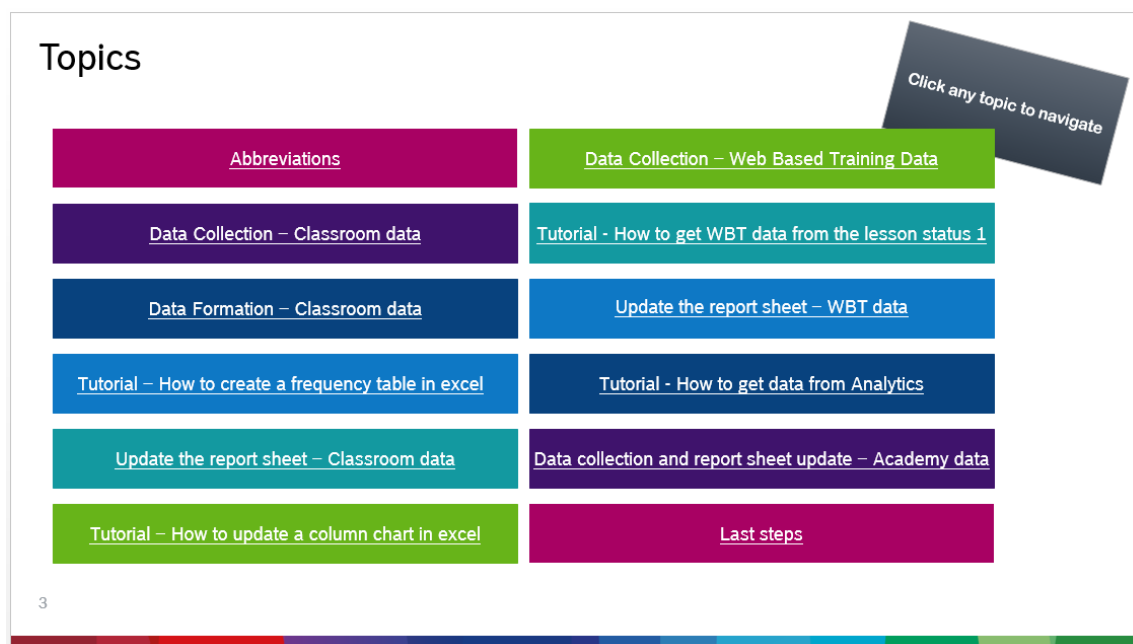 Topics
Click any topic to navigate
Abbreviations
Data Collection – Classroom data
Data Formation – Classroom data
Tutorial – How to create a frequency table in excel
Update the report sheet – Classroom data
Tutorial – How to update a column chart in excel
Data Collection – Web Based Training Data
Tutorial - How to get WBT data from the lesson status 1
Update the report sheet – WBT data
Tutorial - How to get data from Analytics
Data collection and report sheet update – Academy data
Last steps
3